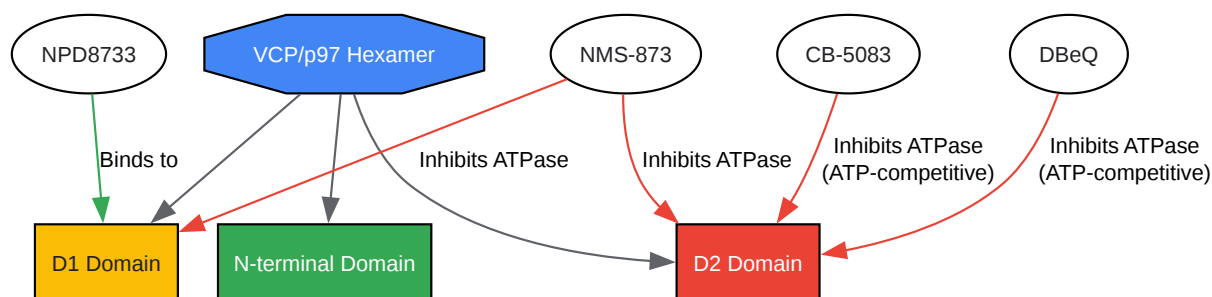 NPD8733
VCP/p97 Hexamer
NMS-873
CB-5083
DBeQ
Binds to
Inhibits ATPase
Inhibits ATPase
Inhibits ATPase
(ATP-competitive)
Inhibits ATPase
(ATP-competitive)
D1 Domain
N-terminal Domain
D2 Domain